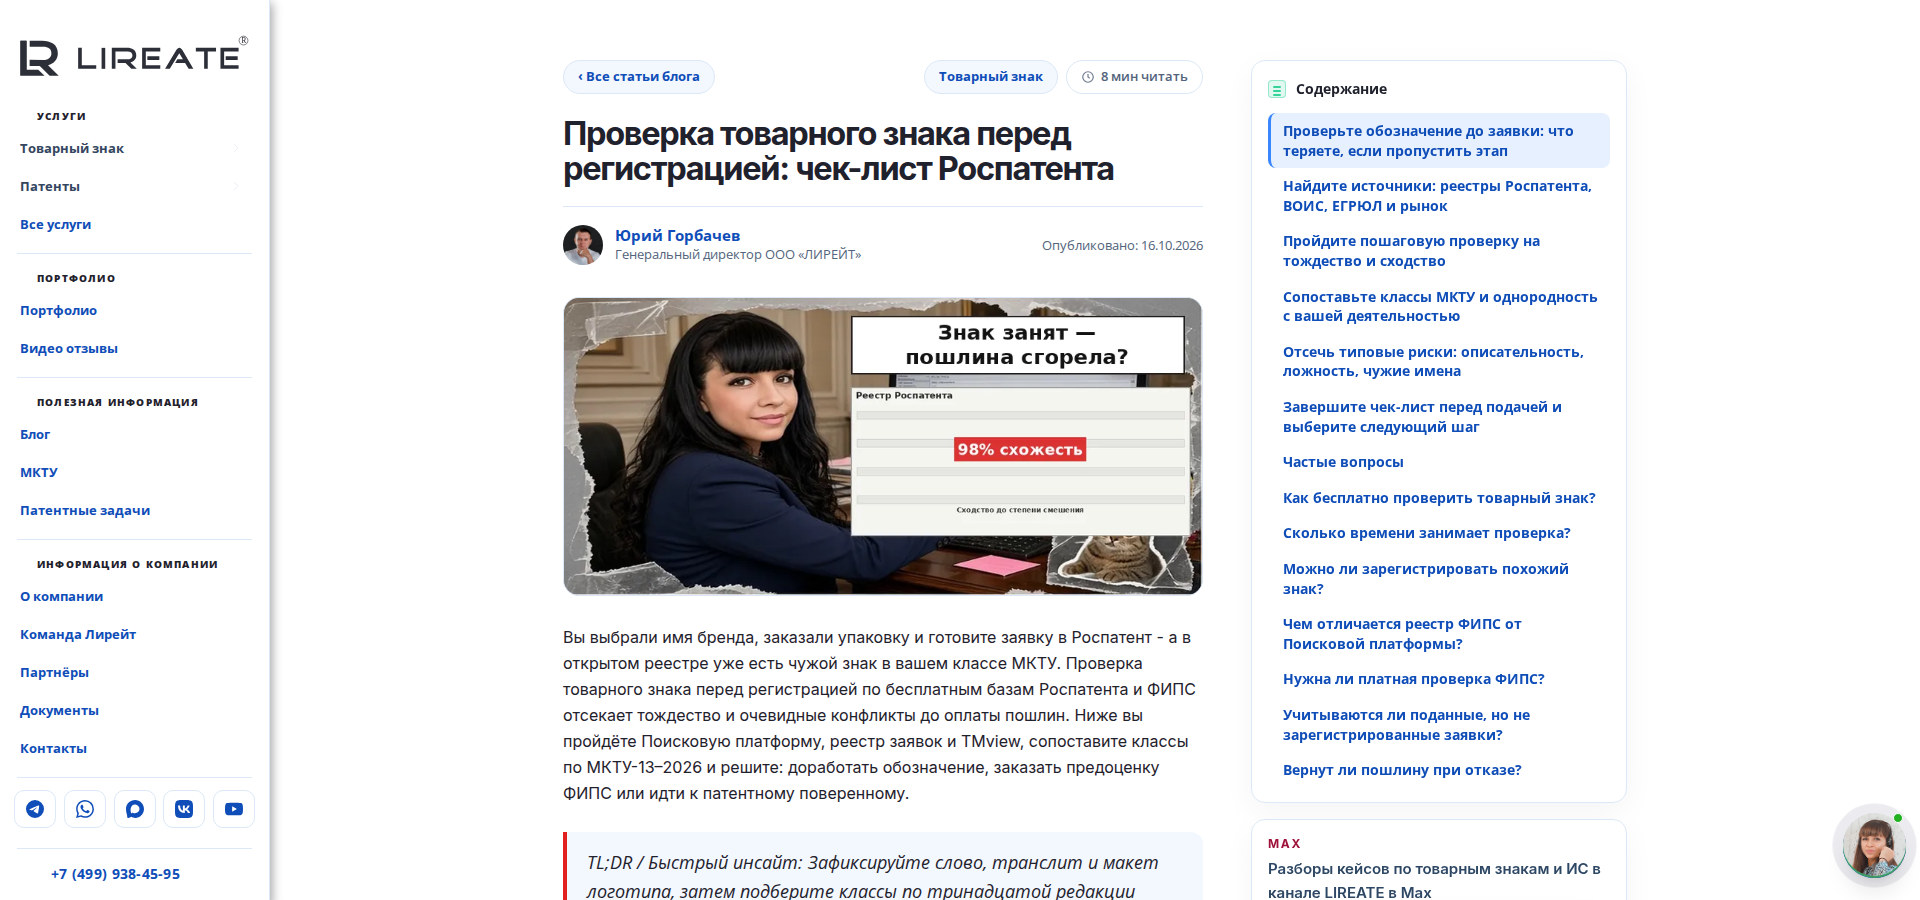 LIREATE®
УСЛУГИ
Товарный знак
Патенты
Все услуги
ПОРТФОЛИО
Портфолио
Видео отзывы
ПОЛЕЗНАЯ ИНФОРМАЦИЯ
Блог
МКТУ
Патентные задачи
ИНФОРМАЦИЯ О КОМПАНИИ
О компании
Команда Лирейт
Партнёры
Документы
Контакты
+7 (499) 938-45-95
‹ Все статьи блога
Товарный знак
8 мин читать
Проверка товарного знака перед
регистрацией: чек-лист Роспатента
Юрий Горбачев
Генеральный директор ООО «ЛИРЕЙТ»
Опубликовано: 16.10.2026
Знак занят —
пошлина сгорела?
Реестр Роспатента
98% схожесть
Сходство до степени смешения
Вы выбрали имя бренда, заказали упаковку и готовите заявку в Роспатент - а в
открытом реестре уже есть чужой знак в вашем классе МКТУ. Проверка
товарного знака перед регистрацией по бесплатным базам Роспатента и ФИПС
отсекает тождество и очевидные конфликты до оплаты пошлин. Ниже вы
пройдёте Поисковую платформу, реестр заявок и TMview, сопоставите классы
по МКТУ-13–2026 и решите: доработать обозначение, заказать предоценку
ФИПС или идти к патентному поверенному.
TL;DR / Быстрый инсайт: Зафиксируйте слово, транслит и макет
логотипа, затем подберите классы по тринадцатой редакции
Содержание
Проверьте обозначение до заявки: что
теряете, если пропустить этап
Найдите источники: реестры Роспатента,
ВОИС, ЕГРЮЛ и рынок
Пройдите пошаговую проверку на
тождество и сходство
Сопоставьте классы МКТУ и однородность
с вашей деятельностью
Отсечь типовые риски: описательность,
ложность, чужие имена
Завершите чек-лист перед подачей и
выберите следующий шаг
Частые вопросы
Как бесплатно проверить товарный знак?
Сколько времени занимает проверка?
Можно ли зарегистрировать похожий
знак?
Чем отличается реестр ФИПС от
Поисковой платформы?
Нужна ли платная проверка ФИПС?
Учитываются ли поданные, но не
зарегистрированные заявки?
Вернут ли пошлину при отказе?
MAX
Разборы кейсов по товарным знакам и ИС в
канале LIREATE в Max